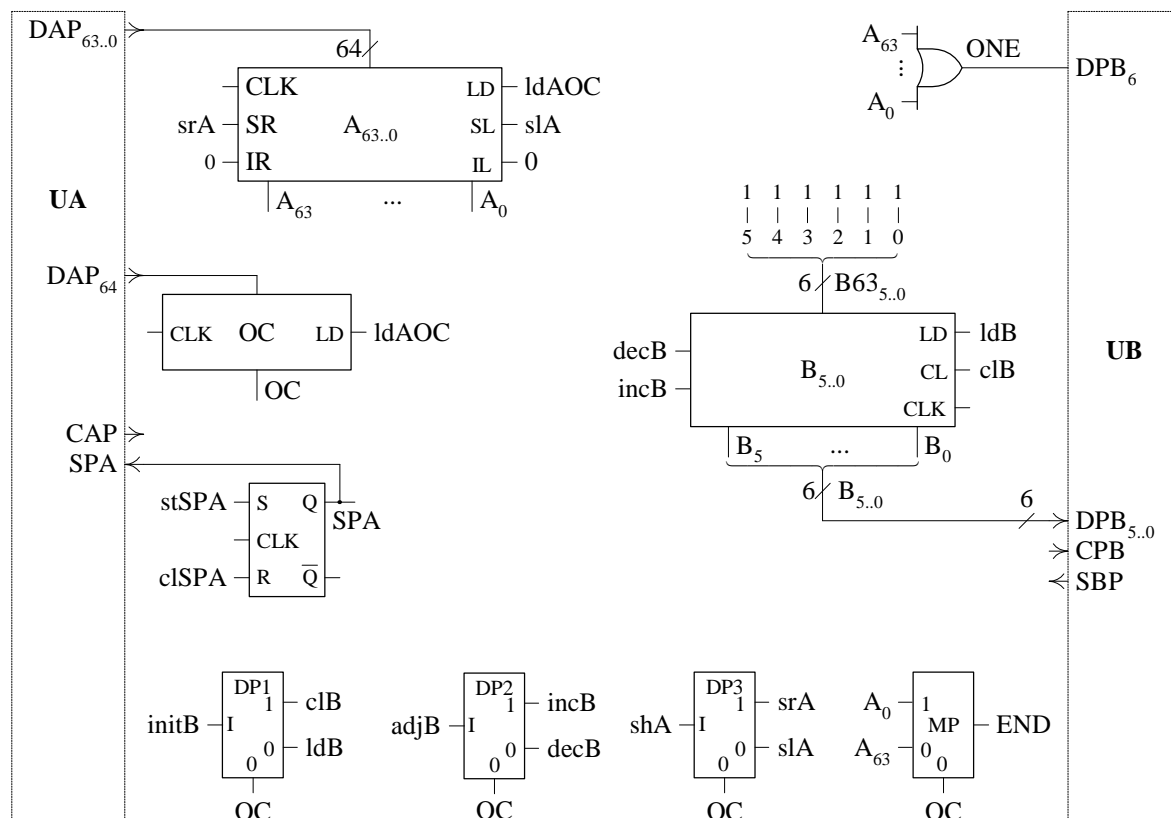 DAP63..0
64
CLK
LD
ldAOC
srA
SR
A63..0
SL
slA
0
IR
IL
0
A63
...
A0
UA
A63
...
A0
ONE
DPB6
1 1 1 1 1 1
5 4 3 2 1 0
6
B635..0
DAP64
CLK
OC
LD
ldAOC
OC
decB
incB
B5..0
LD
ldB
CL
clB
CLK
UB
B5
...
B0
6
B5..0
6
DPB5..0
CPB
SBP
CAP
SPA
stSPA
S
Q
SPA
CLK
clSPA
R
Q
DP1
initB
I
1
clB
0
ldB
0
OC
DP2
adjB
I
1
incB
0
decB
0
OC
DP3
shA
I
1
srA
0
slA
0
OC
A0
1
MP
END
A63
0
0
OC